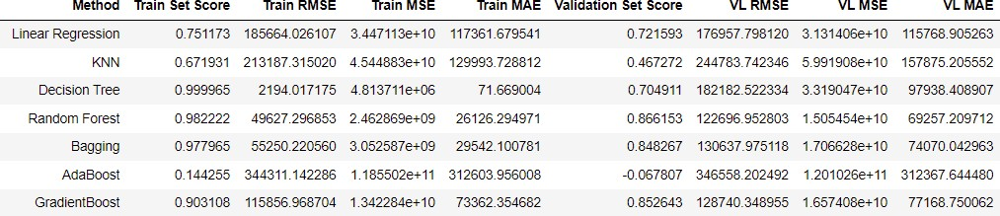 Method Train Set Score Train RMSE Train MSE Train MAE Validation Set Score VL RMSE VL MSE VL MAE
Linear Regression 0.751173 185664.026107 3.447113e+10 117361.679541 0.721593 176957.798120 3.131406e+10 115768.905263
KNN 0.671931 213187.315020 4.544883e+10 129993.728812 0.467272 244783.742346 5.991908e+10 157875.205552
Decision Tree 0.999965 2194.017175 4.813711e+06 71.669004 0.704911 182182.522334 3.319047e+10 97938.408907
Random Forest 0.982222 49627.296853 2.462869e+09 26126.294971 0.866153 122696.952803 1.505454e+10 69257.209712
Bagging 0.977965 55250.220560 3.052587e+09 29542.100781 0.848267 130637.975118 1.706628e+10 74070.042963
AdaBoost 0.144255 344311.142286 1.185502e+11 312603.956008 -0.067807 346558.202492 1.201026e+11 312367.644480
GradientBoost 0.903108 115856.968704 1.342284e+10 73362.354682 0.852643 128740.348955 1.657408e+10 77168.750062